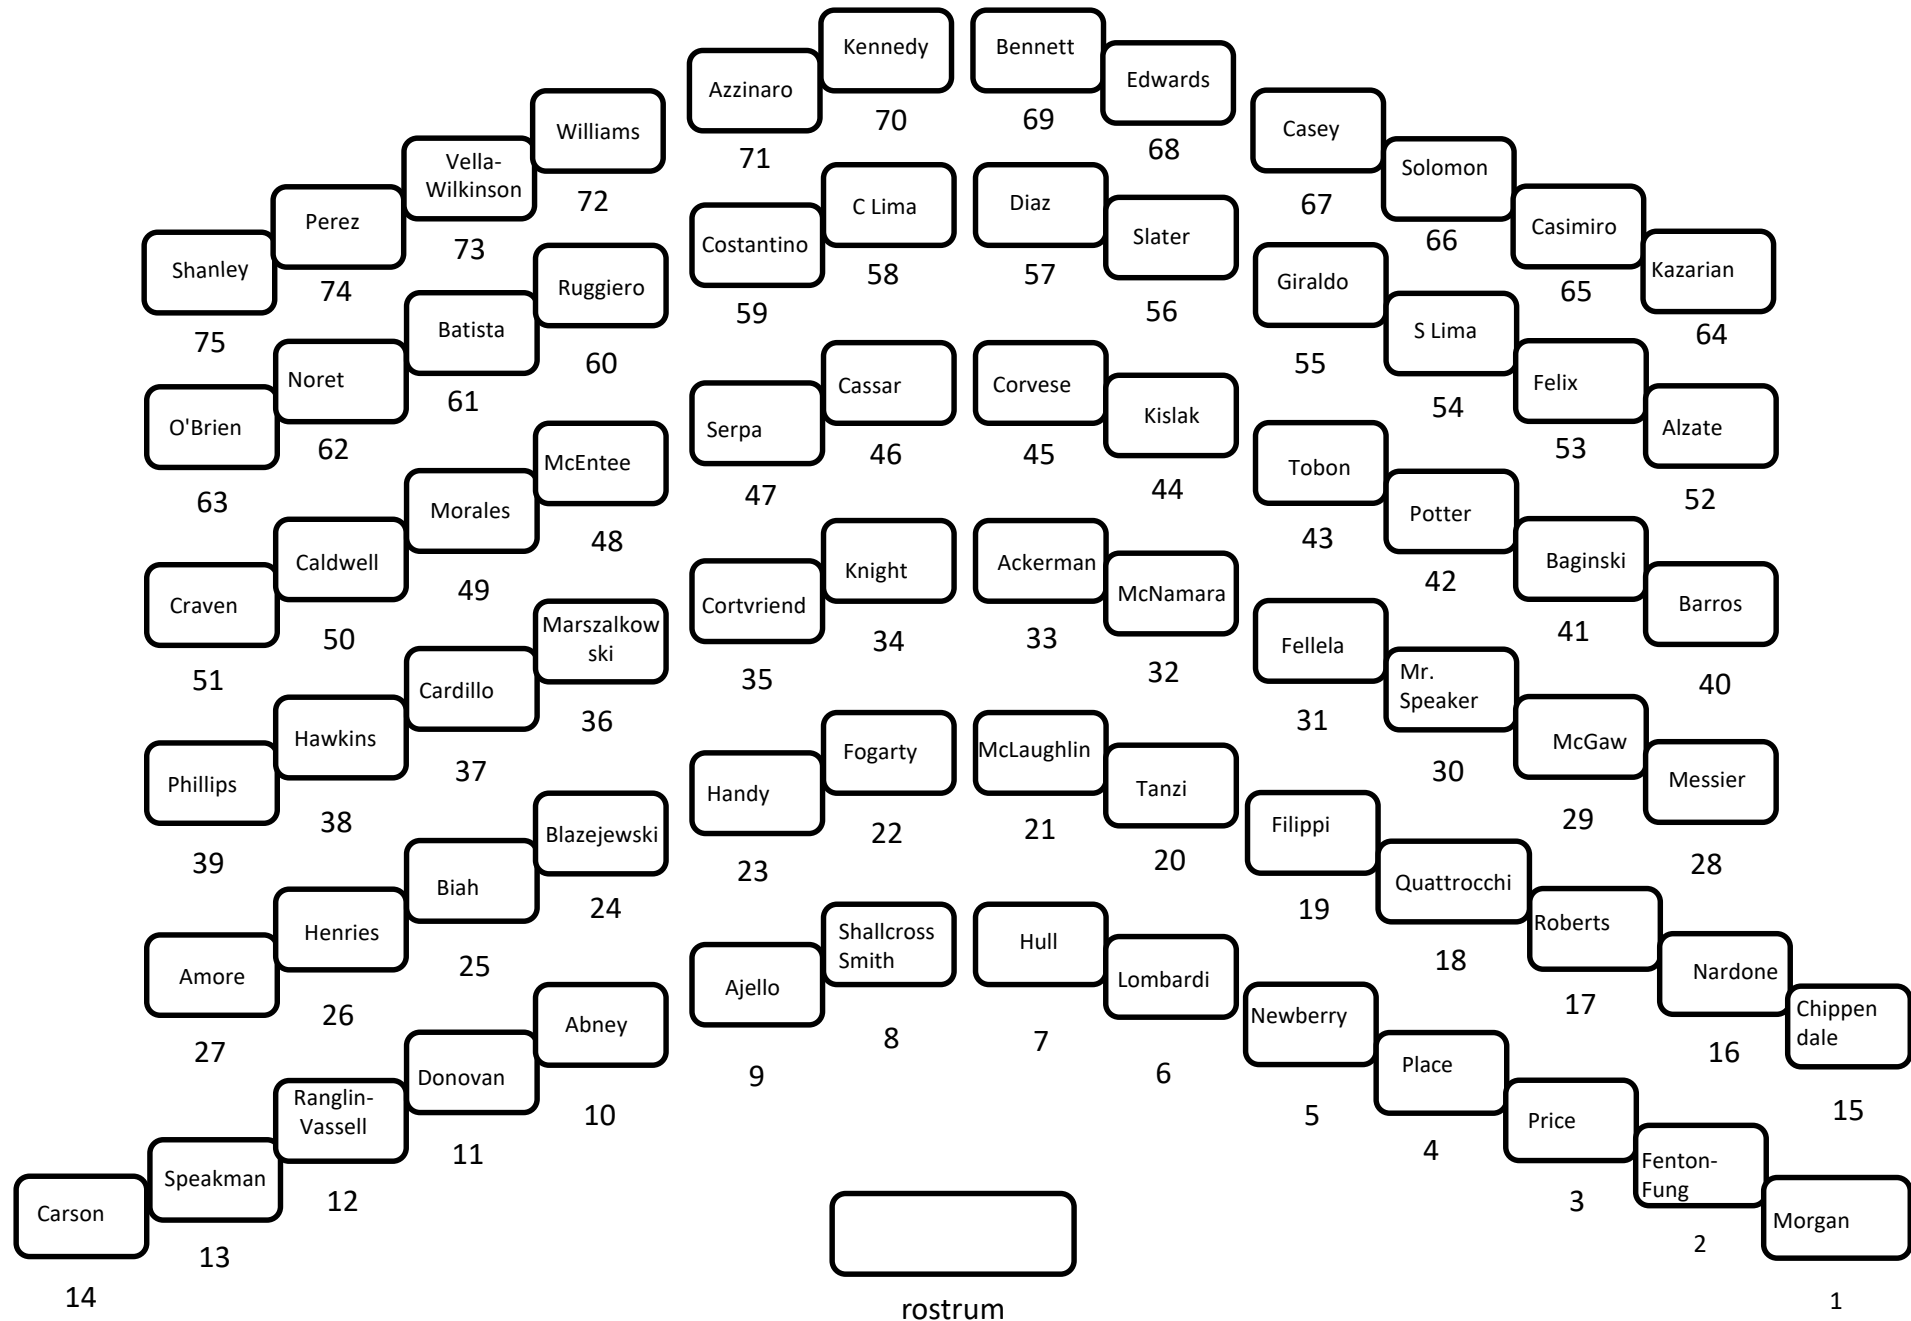 Kennedy
Bennett
Azzinaro
Edwards
70
69
Williams
Casey
71
68
Vella-
Wilkinson
Solomon
72
67
Perez
C Lima
Diaz
Casimiro
73
Costantino
Slater
66
Shanley
Kazarian
74
58
57
65
Ruggiero
Giraldo
75
59
56
64
Batista
S Lima
60
55
Noret
Cassar
Corvese
Felix
61
54
O'Brien
Serpa
Kislak
Alzate
62
46
45
53
McEntee
Tobon
63
47
44
52
Morales
Potter
48
43
Caldwell
Knight
Ackerman
Baginski
49
42
Craven
Cortvriend
McNamara
Barros
50
34
33
41
Marszalkow
ski
Fellela
51
35
32
40
Cardillo
Mr.
Speaker
36
31
Hawkins
Fogarty
McLaughlin
McGaw
37
30
Phillips
Handy
Tanzi
Messier
38
22
21
29
Blazejewski
Filippi
39
23
20
28
Biah
Quattrocchi
24
19
Henries
Shallcross
Smith
Hull
Roberts
25
18
Amore
Ajello
Lombardi
Nardone
26
8
7
17
Abney
Newberry
Chippen
dale
27
9
6
16
Donovan
Place
10
5
15
Ranglin-
Vassell
Price
11
4
Speakman
Fenton-
Fung
12
3
Carson
Morgan
13
2
14
rostrum
1